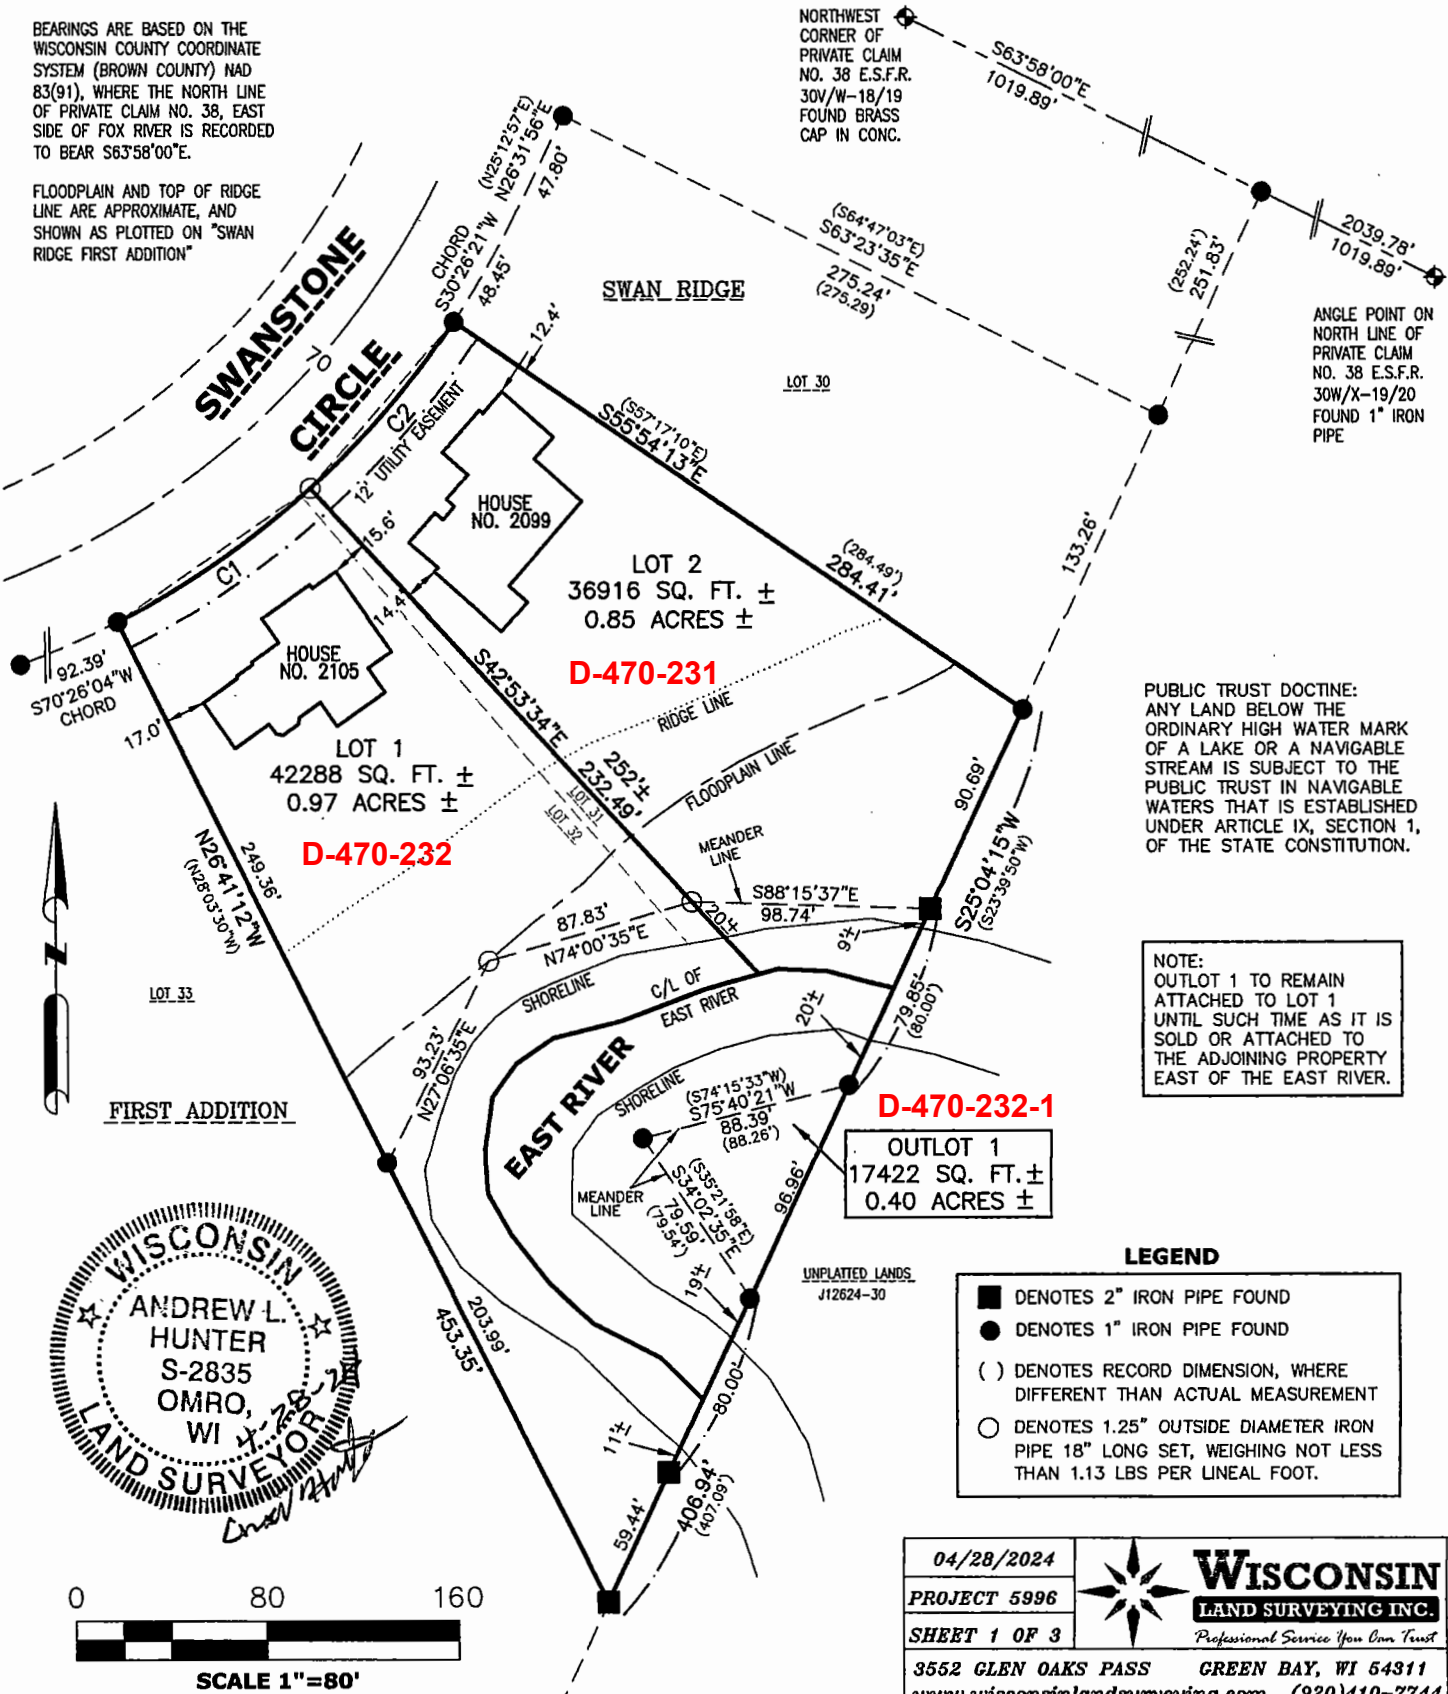 BEARINGS ARE BASED ON THE
WISCONSIN COUNTY COORDINATE
SYSTEM (BROWN COUNTY) NAD
83(91), WHERE THE NORTH LINE
OF PRIVATE CLAIM NO. 38, EAST
SIDE OF FOX RIVER IS RECORDED
TO BEAR S63°58'00"E.
FLOODPLAIN AND TOP OF RIDGE
LINE ARE APPROXIMATE, AND
SHOWN AS PLOTTED ON "SWAN
RIDGE FIRST ADDITION"
NORTHWEST
CORNER OF
PRIVATE CLAIM
NO. 38 E.S.F.R.
30V/W-18/19
FOUND BRASS
CAP IN CONC.
S63°58'00"E
1019.89'
2039.78'
1019.89'
ANGLE POINT ON
NORTH LINE OF
PRIVATE CLAIM
NO. 38 E.S.F.R.
30W/X-19/20
FOUND 1" IRON
PIPE
(N25°12'57"E)
N26°31'56"E
47.80'
CHORD
S30°26'21"W
48.45'
(S64°47'03"E)
S63°23'35"E
275.24'
(275.29)
(252.24')
251.83'
133.26'
SWANSTONE
CIRCLE
70
SWAN RIDGE
LOT 30
12.4'
C2
12' UTILITY EASEMENT
(S57°17'10"E)
S55°54'13"E
(284.49')
284.41'
HOUSE
NO. 2099
15.6'
14.4'
C1
LOT 2
36916 SQ. FT. ±
0.85 ACRES ±
D-470-231
92.39'
S70°26'04"W
CHORD
HOUSE
NO. 2105
17.0'
LOT 1
42288 SQ. FT. ±
0.97 ACRES ±
D-470-232
S42°53'34"E
252'±
232.49'
LOT 31
LOT 32
RIDGE LINE
FLOODPLAIN LINE
MEANDER
LINE
S88°15'37"E
98.74'
90.69'
S25°04'15"W
(S23°39'50"W)
PUBLIC TRUST DOCTINE:
ANY LAND BELOW THE
ORDINARY HIGH WATER MARK
OF A LAKE OR A NAVIGABLE
STREAM IS SUBJECT TO THE
PUBLIC TRUST IN NAVIGABLE
WATERS THAT IS ESTABLISHED
UNDER ARTICLE IX, SECTION 1,
OF THE STATE CONSTITUTION.
249.36'
N26°41'12"W
(N28°03'30"W)
87.83'
N74°00'35"E
20'±
9'±
N
LOT 33
SHORELINE
C/L OF
EAST RIVER
20'±
79.85'
(80.00')
NOTE:
OUTLOT 1 TO REMAIN
ATTACHED TO LOT 1
UNTIL SUCH TIME AS IT IS
SOLD OR ATTACHED TO
THE ADJOINING PROPERTY
EAST OF THE EAST RIVER.
93.23'
N27°06'35"E
FIRST ADDITION
EAST RIVER
SHORELINE
(S74°15'33"W)
S75°40'21"W
88.39'
(88.26')
D-470-232-1
OUTLOT 1
17422 SQ. FT.±
0.40 ACRES ±
MEANDER
LINE
(S35°21'58"E)
S34°02'35"E
79.59'
(79.54')
96.96'
19'±
UNPLATTED LANDS
J12624-30
203.99'
453.35'
80.00'
11'±
59.44'
406.94'
(407.09')
WISCONSIN
ANDREW L.
HUNTER
S-2835
OMRO,
WI
LAND SURVEYOR
LEGEND
DENOTES 2" IRON PIPE FOUND
DENOTES 1" IRON PIPE FOUND
( ) DENOTES RECORD DIMENSION, WHERE
DIFFERENT THAN ACTUAL MEASUREMENT
DENOTES 1.25" OUTSIDE DIAMETER IRON
PIPE 18" LONG SET, WEIGHING NOT LESS
THAN 1.13 LBS PER LINEAL FOOT.
0 80 160
SCALE 1"=80'
04/28/2024
PROJECT 5996
SHEET 1 OF 3
WISCONSIN
LAND SURVEYING INC.
Professional Service You Can Trust
3552 GLEN OAKS PASS GREEN BAY, WI 54311
www.wisconsinlandsurveying.com (920)410-7744